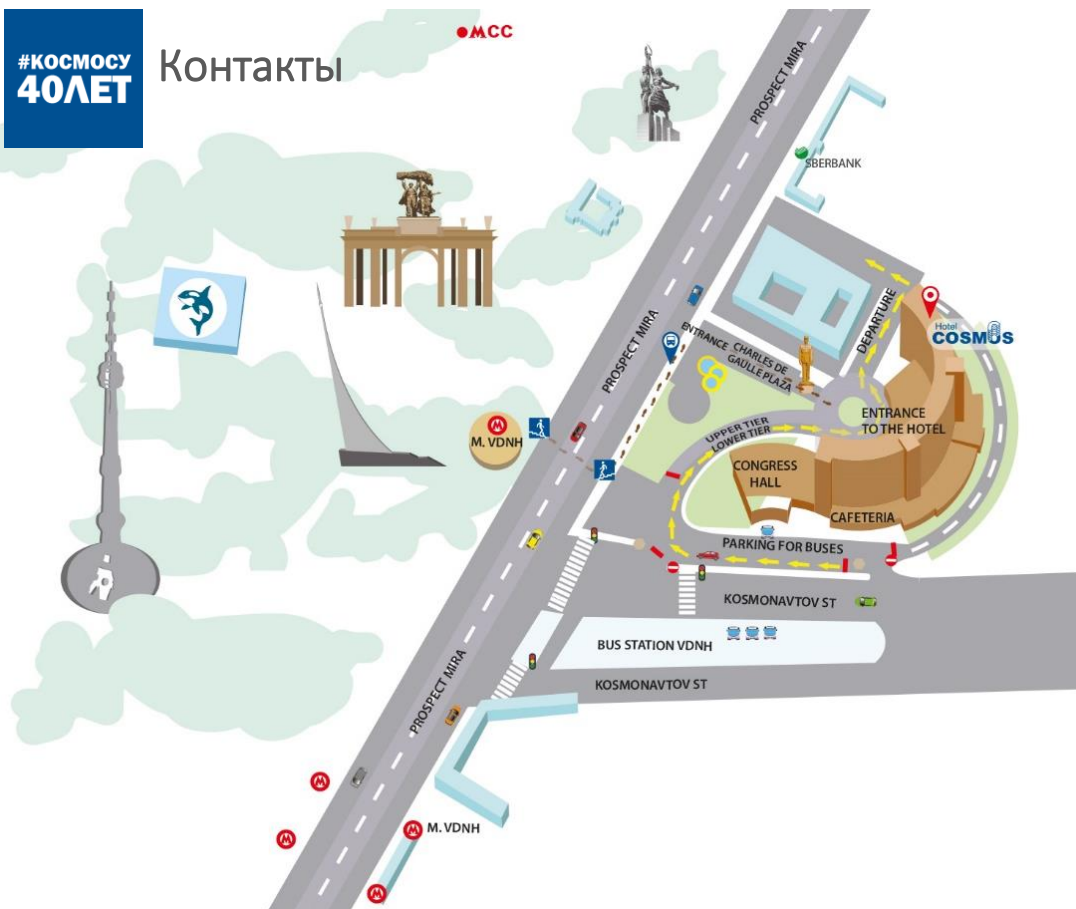 #КОСМОСУ
40ЛЕТ
Контакты
МСС
PROSPECT MIRA
SBERBANK
DEPARTURE
Hotel
COSMOS
PROSPECT MIRA
ENTRANCE
CHARLES DE
GAULLE PLAZA
M. VDNH
UPPER TIER
LOWER TIER
ENTRANCE
TO THE HOTEL
CONGRESS
HALL
CAFETERIA
PARKING FOR BUSES
KOSMONAVTOV ST
BUS STATION VDNH
PROSPECT MIRA
KOSMONAVTOV ST
M. VDNH